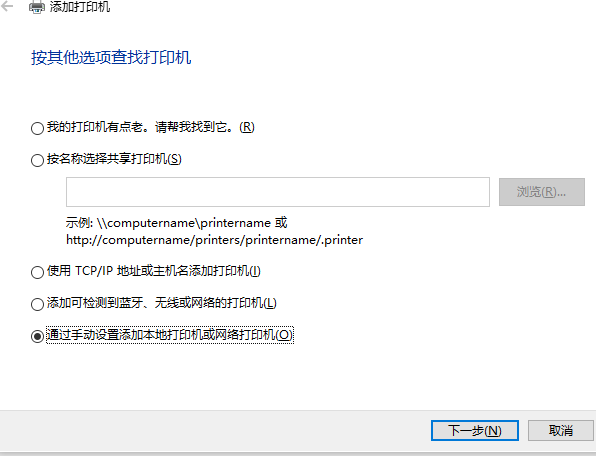 添加打印机
按其他选项查找打印机
我的打印机有点老。请帮我找到它。(R)
按名称选择共享打印机(S)
浏览(R)...
示例: \\computername\printername 或
http://computername/printers/printername/.printer
使用 TCP/IP 地址或主机名添加打印机(I)
添加可检测到蓝牙、无线或网络的打印机(L)
通过手动设置添加本地打印机或网络打印机(O)
下一步(N)
取消